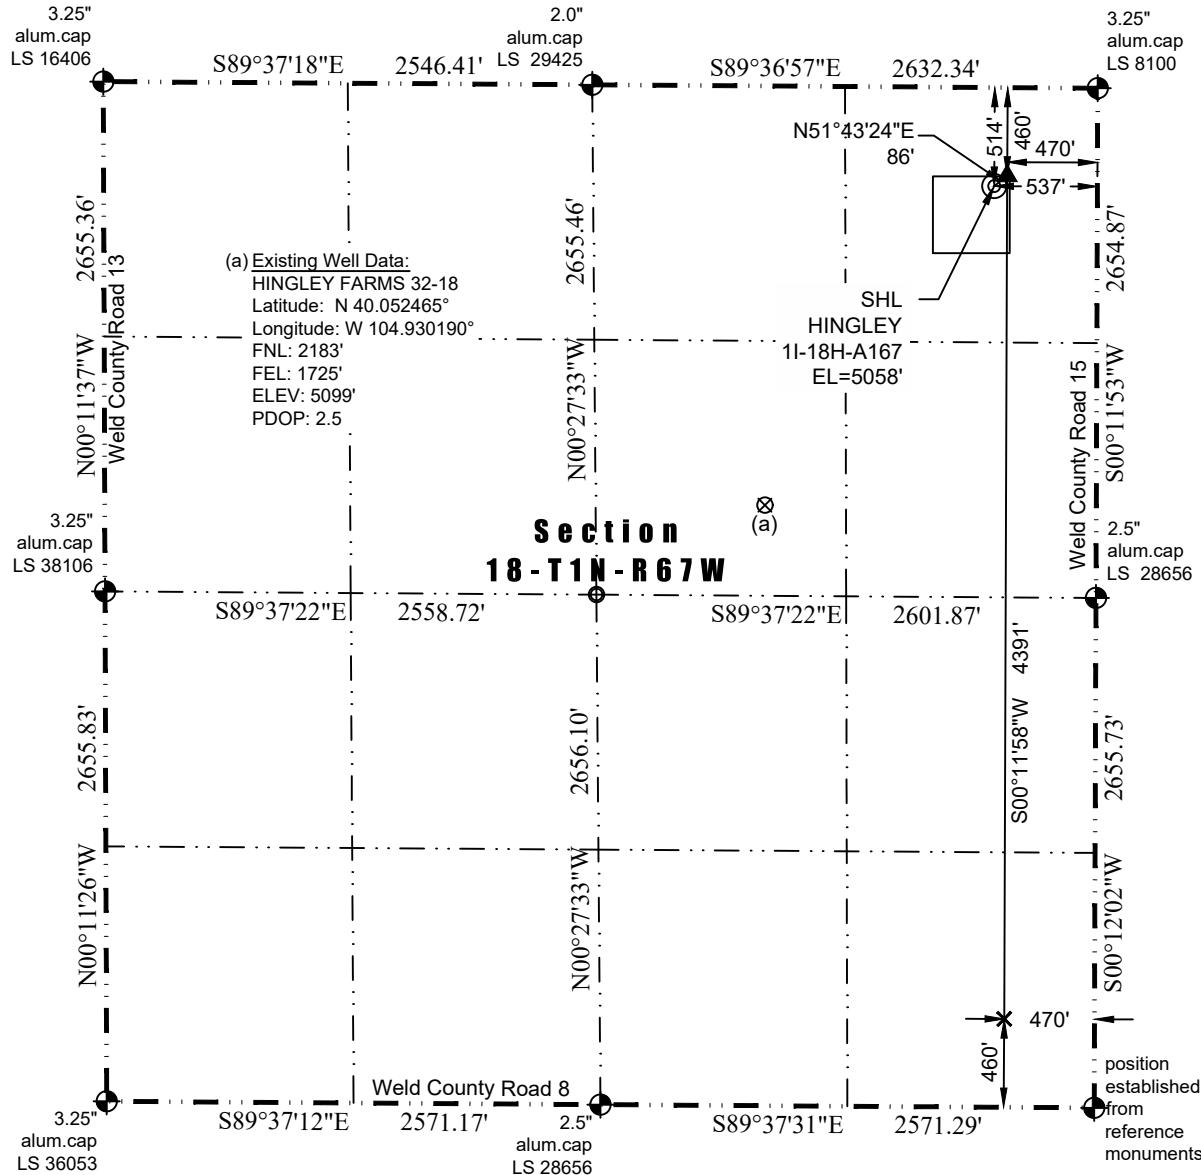 3.25"
alum.cap
LS 16406
2.0"
alum.cap
LS 29425
3.25"
alum.cap
LS 8100
S89°37'18"E 2546.41'
S89°36'57"E 2632.34'
N51°43'24"E
86'
514'
460'
470'
537'
2655.36'
N00°11'37"W
Weld County Road 13
2655.46'
N00°27'33"W
2654.87'
S00°11'53"W
Weld County Road 15
(a) Existing Well Data:
HINGLEY FARMS 32-18
Latitude: N 40.052465°
Longitude: W 104.930190°
FNL: 2183'
FEL: 1725'
ELEV: 5099'
PDOP: 2.5
SHL
HINGLEY
1I-18H-A167
EL=5058'
(a)
Section
18-T1N-R67W
3.25"
alum.cap
LS 38106
2.5"
alum.cap
LS 28656
S89°37'22"E 2558.72'
S89°37'22"E 2601.87'
S00°11'58"W 4391'
2655.83'
N00°11'26"W
2656.10'
N00°27'33"W
2655.73'
S00°12'02"W
470'
460'
Weld County Road 8
S89°37'12"E 2571.17'
S89°37'31"E 2571.29'
3.25"
alum.cap
LS 36053
2.5"
alum.cap
LS 28656
position
established
from
reference
monuments